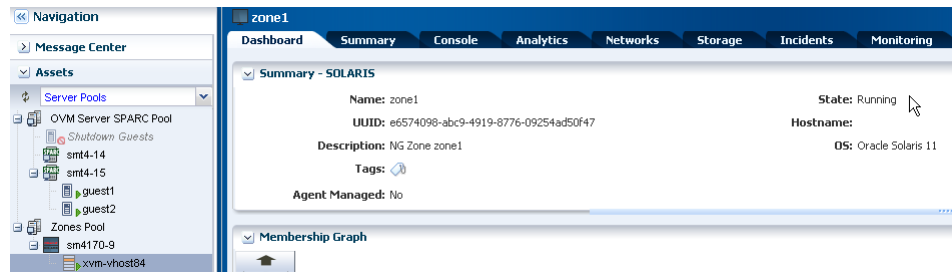 Navigation
Message Center
Assets
Server Pools
OVM Server SPARC Pool
Shutdown Guests
smt4-14
smt4-15
guest1
guest2
Zones Pool
sm4170-9
xvm-vhost84
zone1
Dashboard Summary Console Analytics Networks Storage Incidents Monitoring
Summary - SOLARIS
Name: zone1
UUID: e6574098-abc9-4919-8776-09254ad50f47
Description: NG Zone zone1
Tags:
Agent Managed: No
State: Running
Hostname:
OS: Oracle Solaris 11
Membership Graph